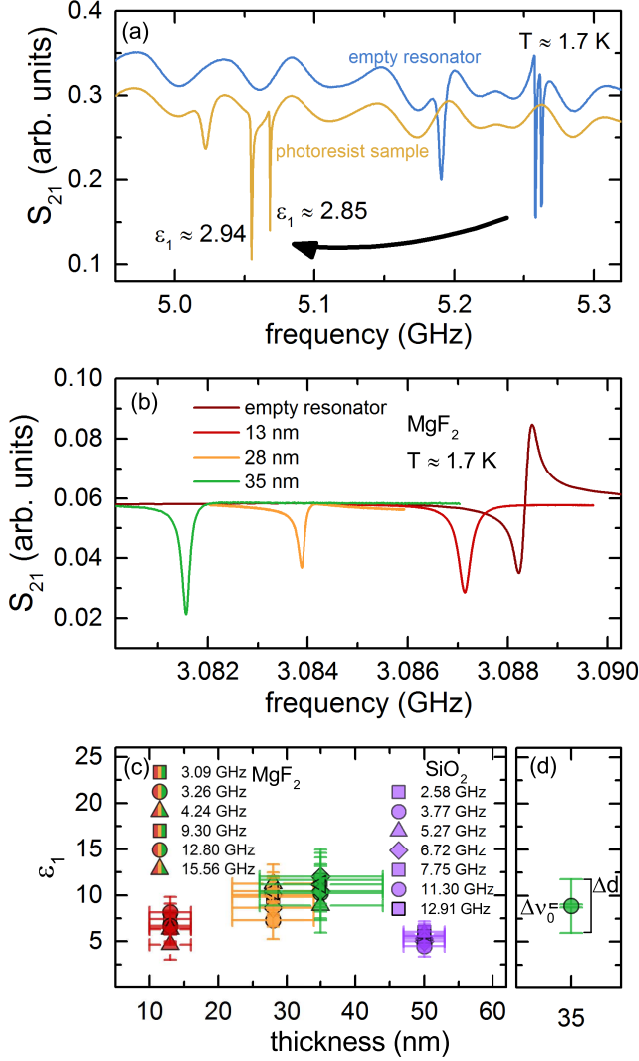 (a)
T ≈ 1.7 K
empty resonator
photoresist sample
ε1 ≈ 2.94
ε1 ≈ 2.85
0.4
0.3
0.2
0.1
S21 (arb. units)
5.0 5.1 5.2 5.3
frequency (GHz)
(b)
empty resonator
13 nm
28 nm
35 nm
MgF2
T ≈ 1.7 K
0.10
0.08
0.06
0.04
0.02
S21 (arb. units)
3.082 3.084 3.086 3.088 3.090
frequency (GHz)
(c)
MgF2
3.09 GHz
3.26 GHz
4.24 GHz
9.30 GHz
12.80 GHz
15.56 GHz
SiO2
2.58 GHz
3.77 GHz
5.27 GHz
6.72 GHz
7.75 GHz
11.30 GHz
12.91 GHz
25
20
15
10
5
ε1
10 20 30 40 50 60
thickness (nm)
(d)
Δν0
Δd
35